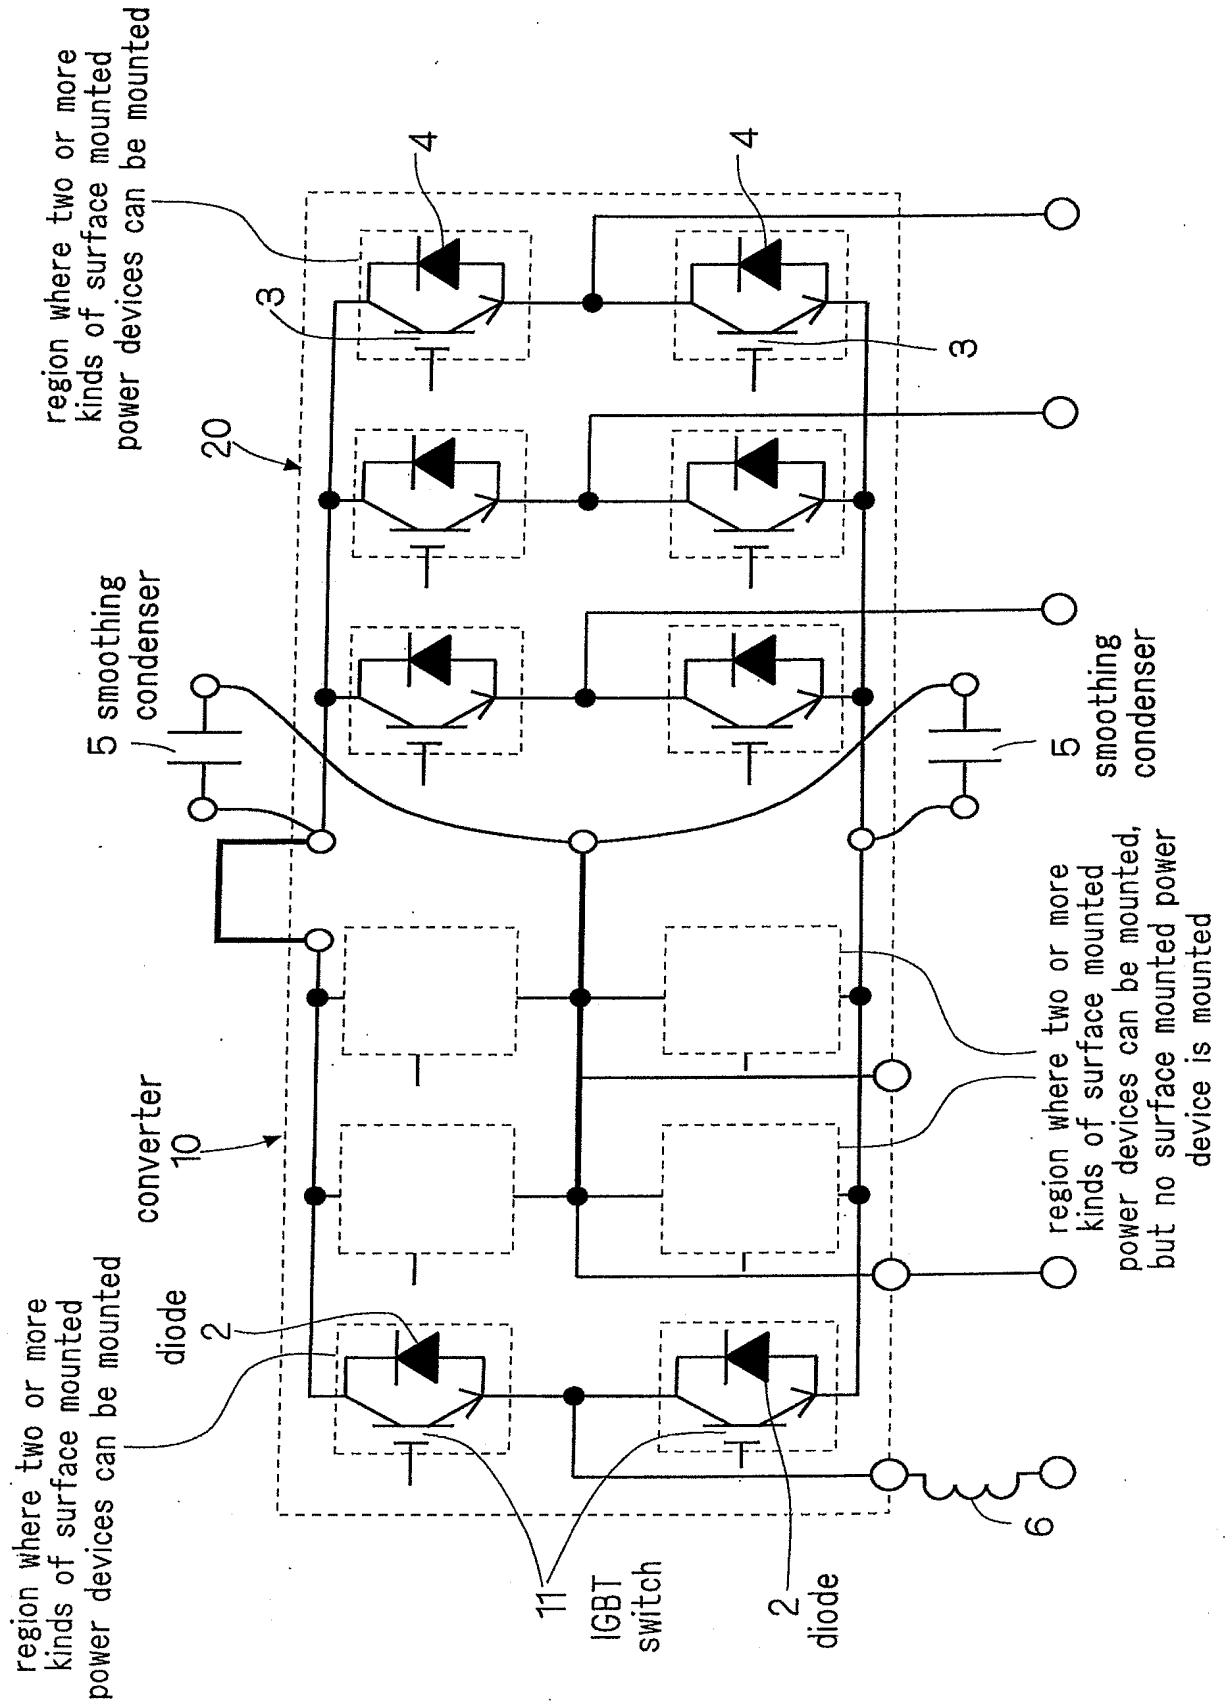 region where two or more
kinds of surface mounted
power devices can be mounted
diode
2
converter
10
5 smoothing
condenser
20
3
region where two or more
kinds of surface mounted
power devices can be mounted
4
4
3
11
IGBT
switch
2
diode
6
region where two or more
kinds of surface mounted
power devices can be mounted,
but no surface mounted power
device is mounted
5
smoothing
condenser